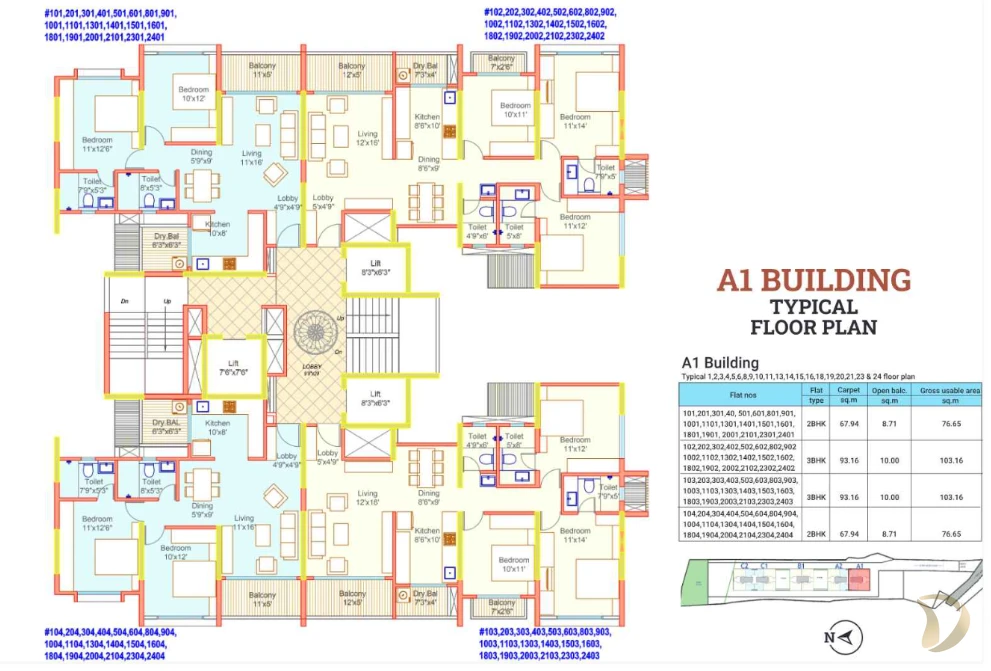 #101,201,301,401,501,601,801,901,
1001,1101,1301,1401,1501,1601,
1801,1901,2001,2101,2301,2401
#102,202,302,402,502,602,802,902,
1002,1102,1302,1402,1502,1602,
1802,1902,2002,2102,2302,2402
Balcony
11'x5'
Balcony
12'x5'
Dry.Bal
7'3"x4'
Balcony
7'x2'6"
Bedroom
10'x12'
Bedroom
11'x12'6"
Bedroom
10'x11'
Bedroom
11'x14'
Kitchen
8'6"x10'
Living
12'x16'
Dining
5'9"x9'
Living
11'x16'
Dining
8'6"x9'
Toilet
7'9"x5'3"
Toilet
8'x5'3"
Toilet
7'9"x5'
Lobby
4'9"x4'9"
Lobby
5'x4'9"
Toilet
4'9"x6'
Toilet
5'x8'
Bedroom
11'x12'
Kitchen
10'x8'
Dry.Bal
6'3"x6'3"
Lift
8'3"x6'3"
Dn
Up
Up
Dn
Lift
7'6"x7'6"
LOBBY
Lift
8'3"x6'3"
Dry.BAL
6'3"x6'3"
Kitchen
10'x8'
Lobby
4'9"x4'9"
Lobby
5'x4'9"
Toilet
4'9"x6'
Toilet
5'x8'
Bedroom
11'x12'
Toilet
7'9"x5'3"
Toilet
8'x5'3"
Toilet
7'9"x5'
Dining
5'9"x9'
Living
11'x16'
Living
12'x16'
Dining
8'6"x9'
Kitchen
8'6"x10'
Bedroom
11'x12'6"
Bedroom
10'x12'
Bedroom
10'x11'
Bedroom
11'x14'
Balcony
11'x5'
Balcony
12'x5'
Dry.Bal
7'3"x4'
Balcony
7'x2'6"
#104,204,304,404,504,604,804,904,
1004,1104,1304,1404,1504,1604,
1804,1904,2004,2104,2304,2404
#103,203,303,403,503,603,803,903,
1003,1103,1303,1403,1503,1603,
1803,1903,2003,2103,2303,2403
A1 BUILDING
TYPICAL
FLOOR PLAN
A1 Building
Typical 1,2,3,4,5,6,8,9,10,11,13,14,15,16,18,19,20,21,23 & 24 floor plan
Flat nos Flat type Carpet sq.m Open balc. sq.m Gross usable area sq.m
101,201,301,40, 501,601,801,901,
1001,1101,1301,1401,1501,1601, 2BHK 67.94 8.71 76.65
1801,1901, 2001,2101,2301,2401
102,202,302,402,502,602,802,902
1002,1102,1302,1402,1502,1602, 3BHK 93.16 10.00 103.16
1802,1902, 2002,2102,2302,2402
103,203,303,403,503,603,803,903,
1003,1103,1303,1403,1503,1603, 3BHK 93.16 10.00 103.16
1803,1903,2003,2103,2303,2403
104,204,304,404,504,604,804,904,
1004,1104,1304,1404,1504,1604,
1804,1904,2004,2104,2304,2404 2BHK 67.94 8.71 76.65
C2 C1 B1 A2 A1
N